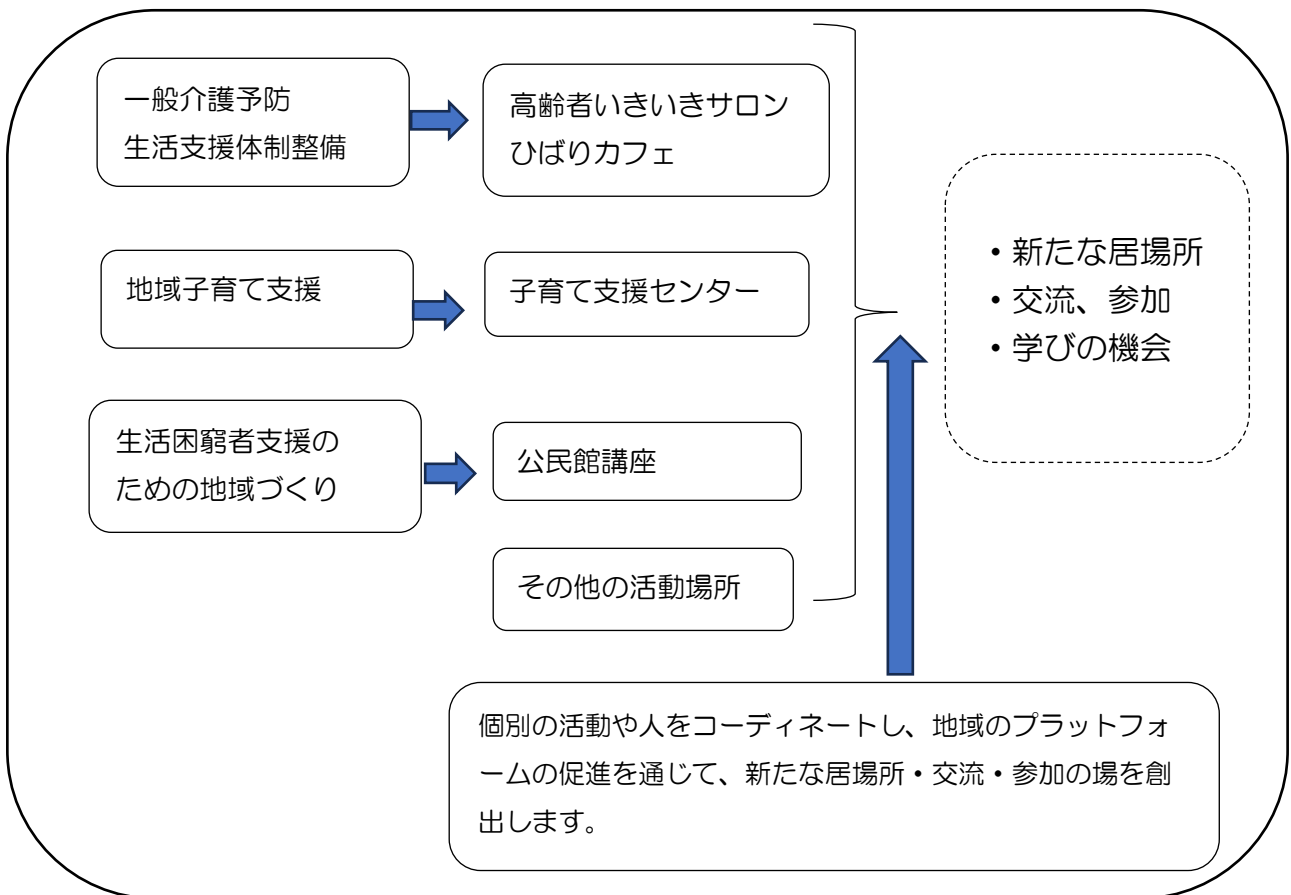 一般介護予防
生活支援体制整備
高齢者いきいきサロン
ひばりカフェ
地域子育て支援
子育て支援センター
生活困窮者支援の
ための地域づくり
公民館講座
その他の活動場所
・新たな居場所
・交流、参加
・学びの機会
個別の活動や人をコーディネートし、地域のプラットフォ
ームの促進を通じて、新たな居場所・交流・参加の場を創
出します。